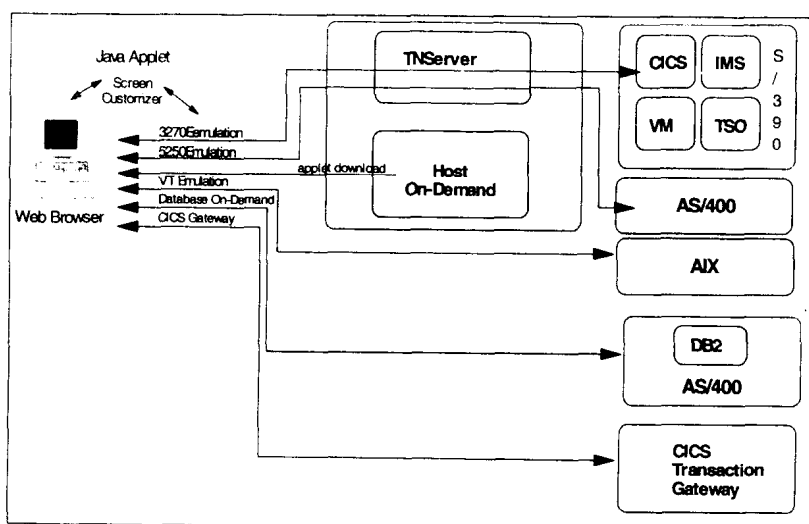 Java Applet
Screen
Customizer
3270Eamulation
5250Emulation
applet download
VT Emulation
Database On-Demand
CICS Gateway
Web Browser
TNServer
Host
On-Demand
CICS
IMS
VM
TSO
S
/
3
9
0
AS/400
AIX
DB2
AS/400
CICS
Transaction
Gateway